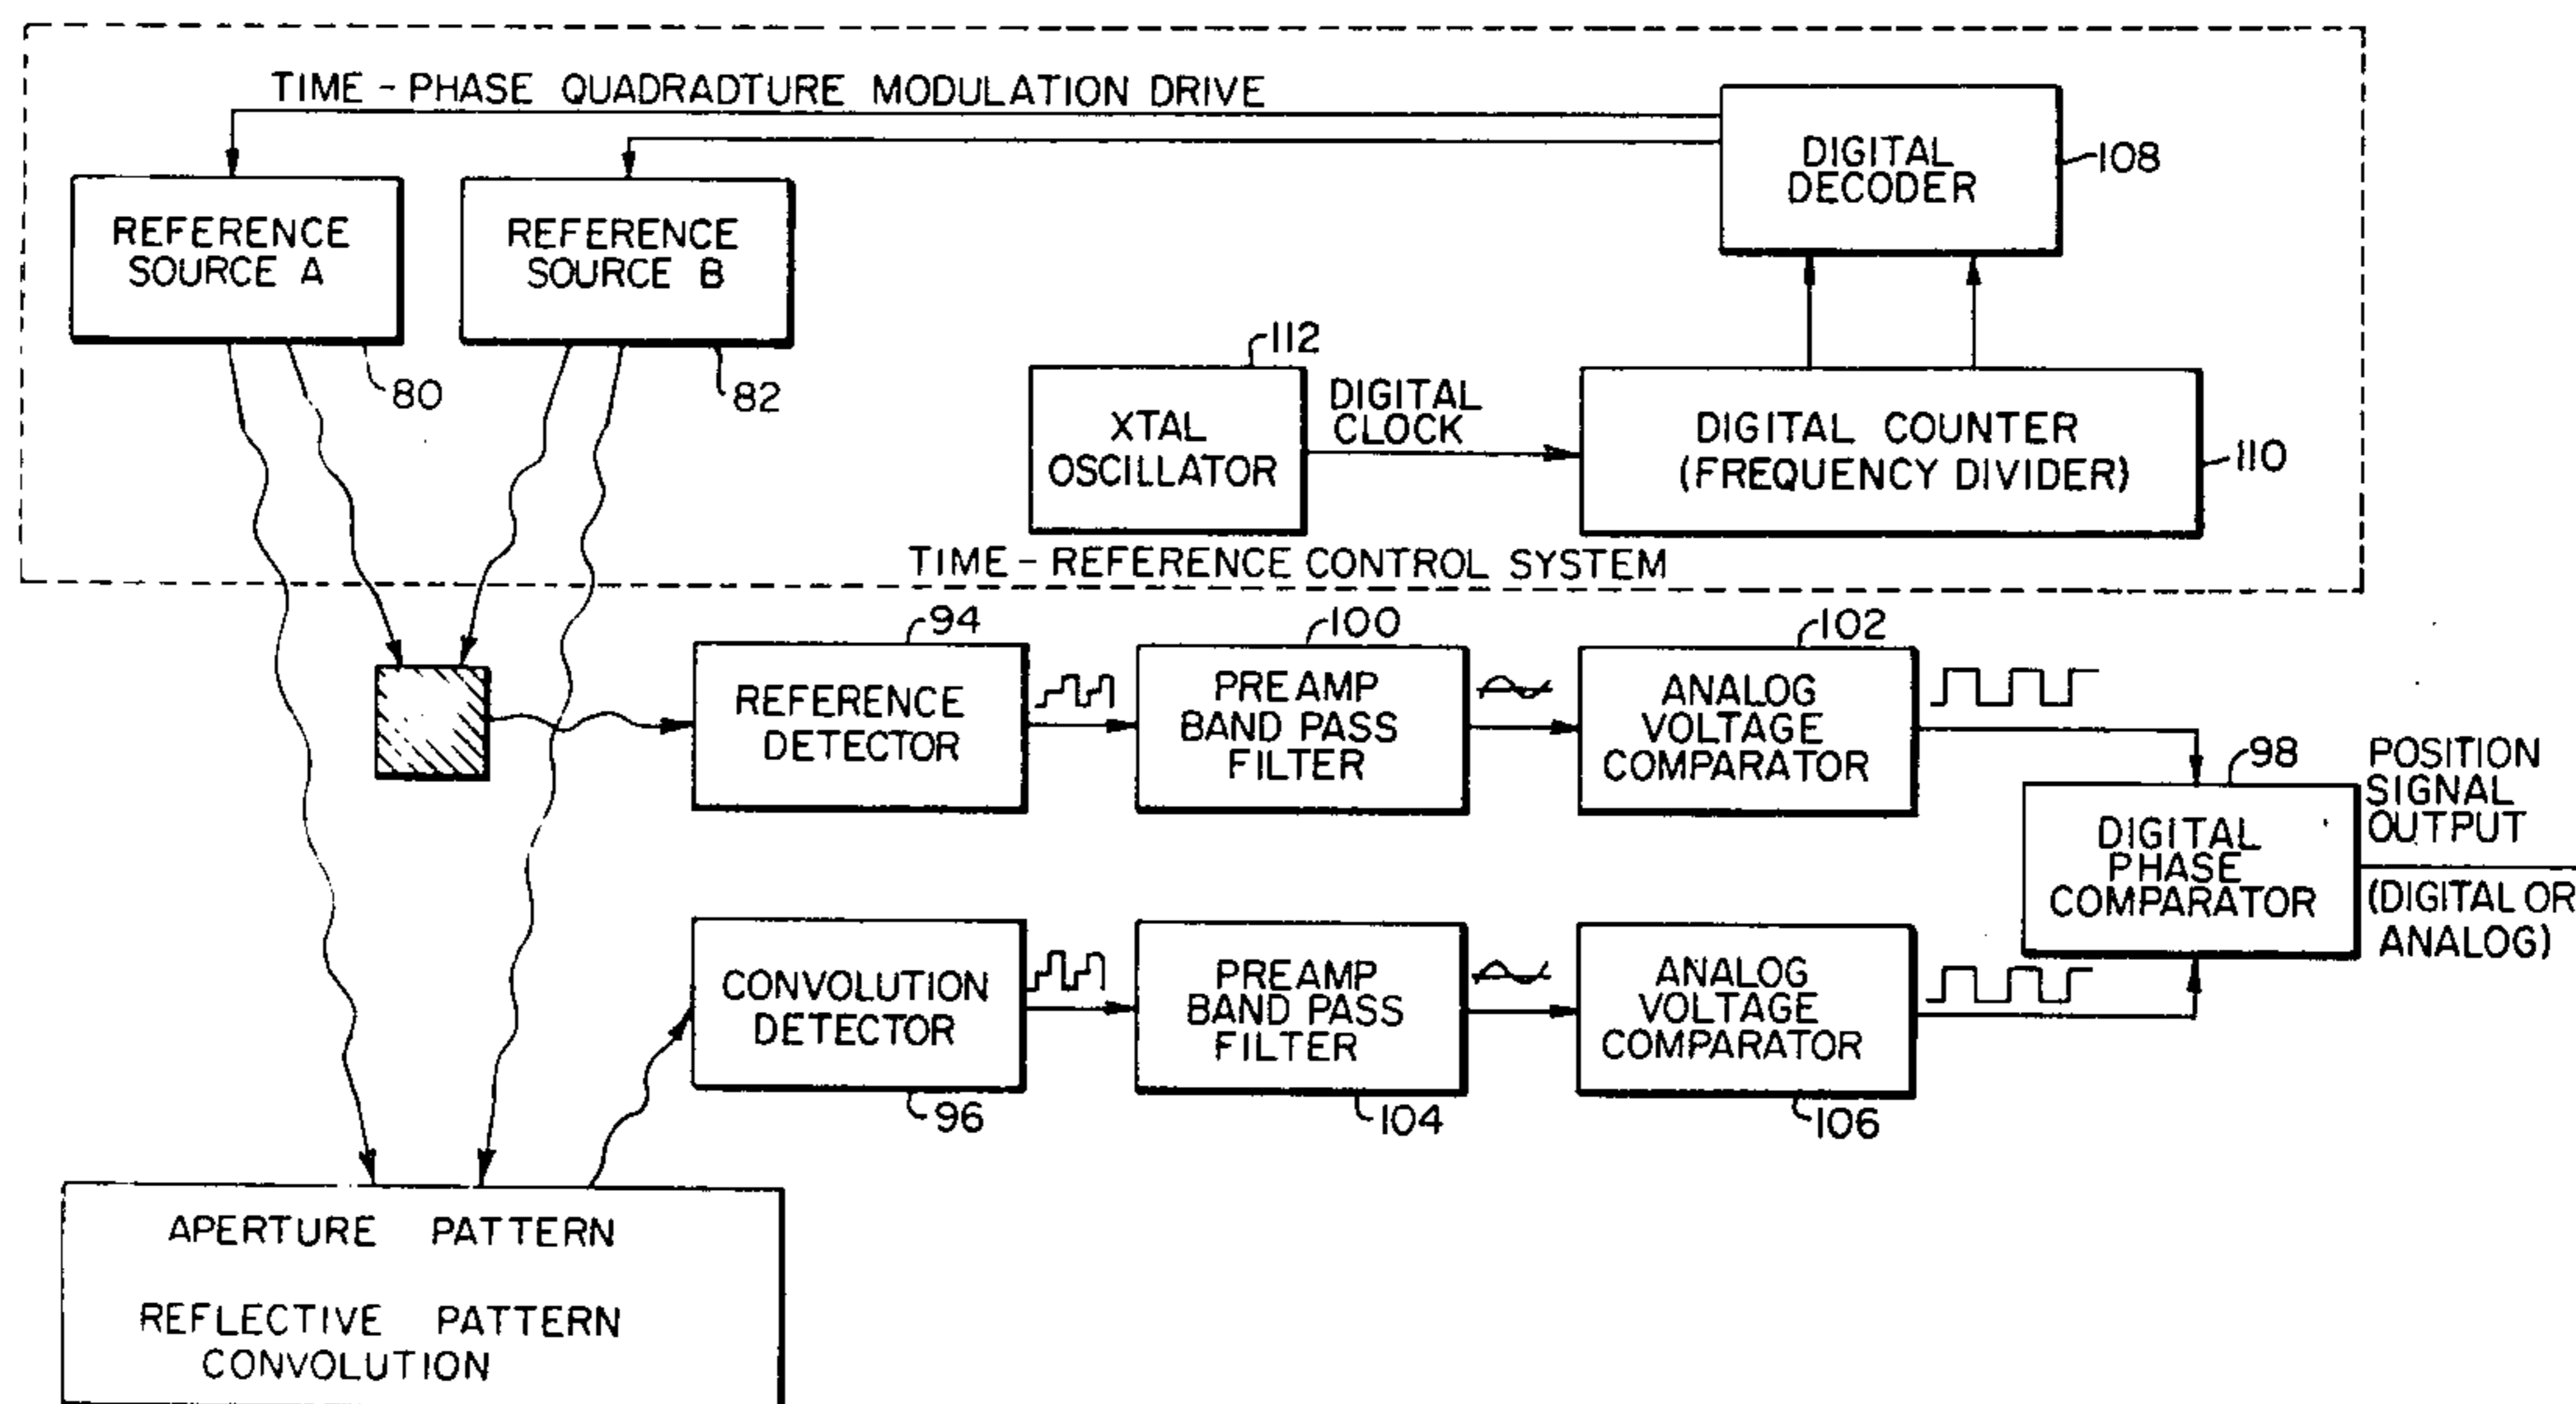 TIME - PHASE QUADRADTURE MODULATION DRIVE
DIGITAL
DECODER
108
REFERENCE
SOURCE A
80
REFERENCE
SOURCE B
82
112
XTAL
OSCILLATOR
DIGITAL
CLOCK
DIGITAL COUNTER
(FREQUENCY DIVIDER)
110
TIME - REFERENCE CONTROL SYSTEM
94
REFERENCE
DETECTOR
100
PREAMP
BAND PASS
FILTER
102
ANALOG
VOLTAGE
COMPARATOR
98
DIGITAL
PHASE
COMPARATOR
POSITION
SIGNAL
OUTPUT
(DIGITAL OR
ANALOG)
CONVOLUTION
DETECTOR
96
PREAMP
BAND PASS
FILTER
104
ANALOG
VOLTAGE
COMPARATOR
106
APERTURE PATTERN
REFLECTIVE PATTERN
CONVOLUTION